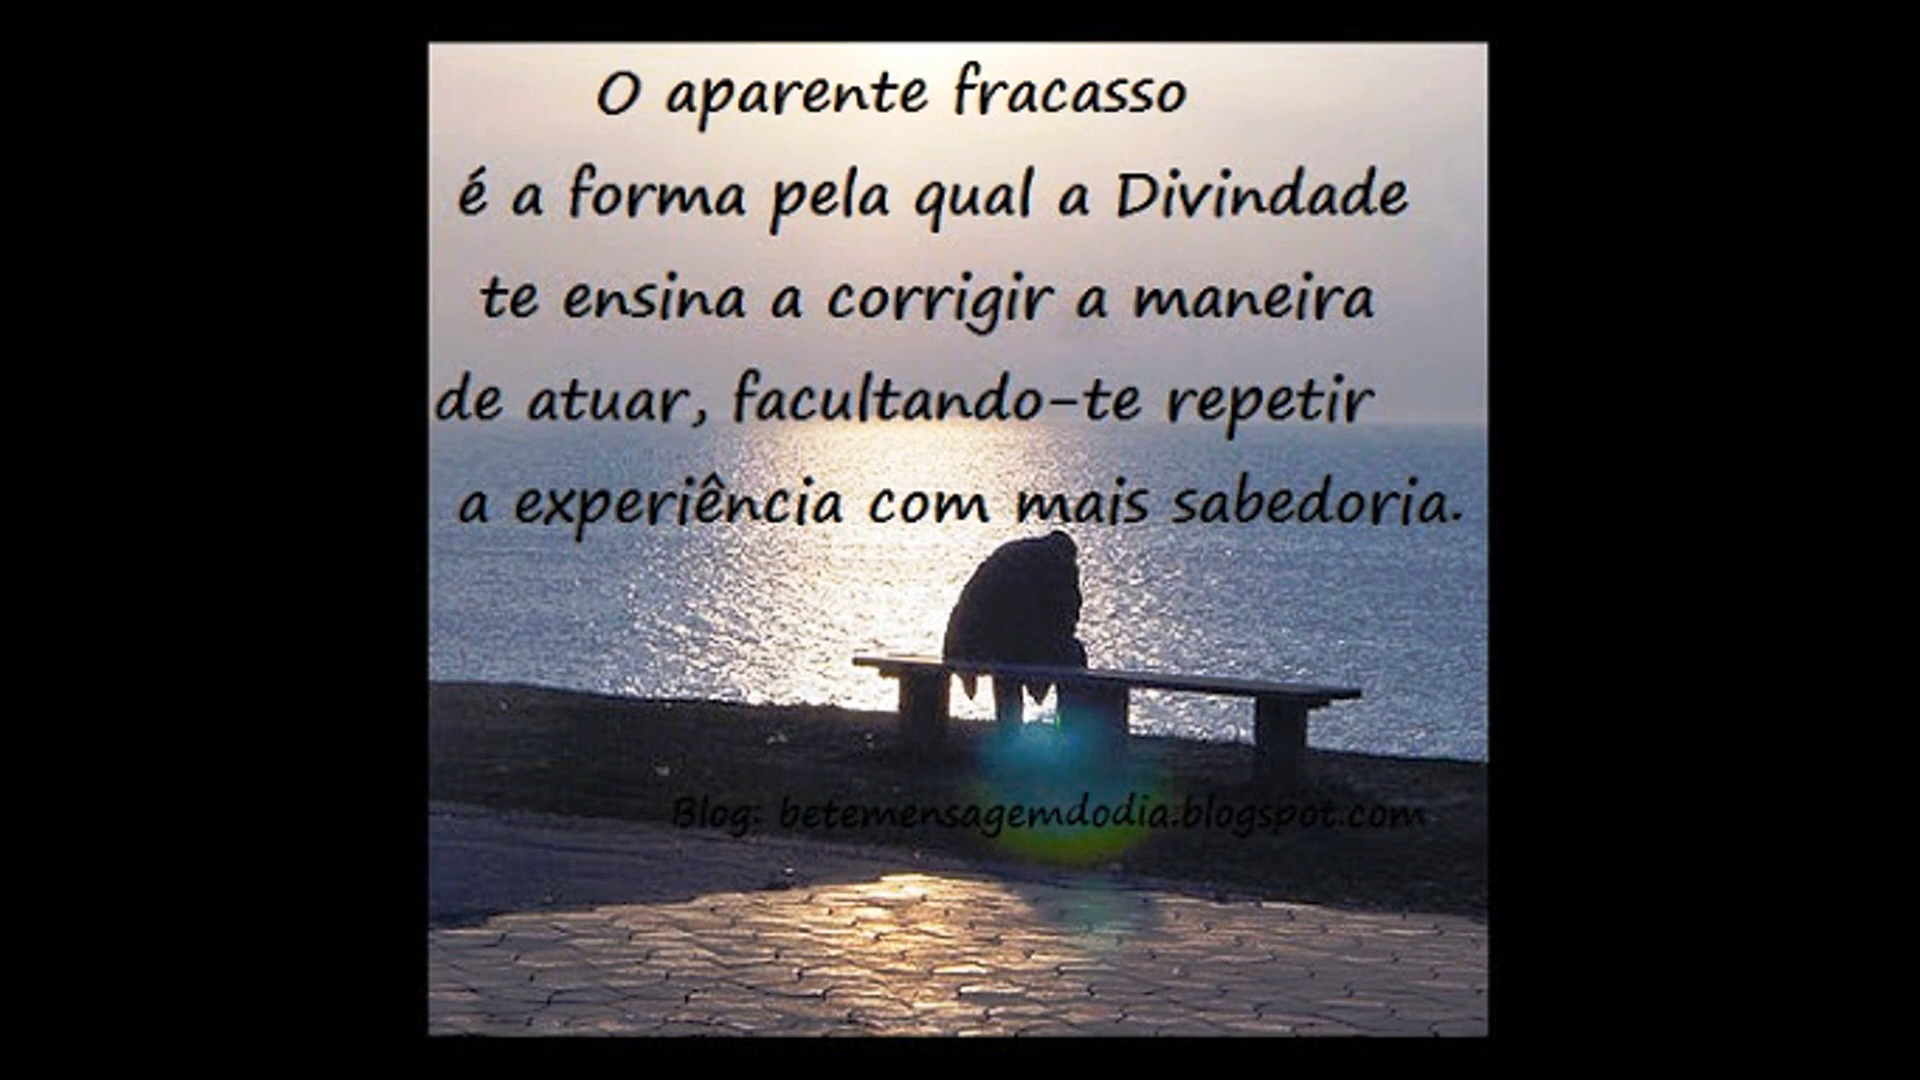 O aparente fracasso
é a forma pela qual a Divindade
te ensina a corrigir a maneira
de atuar, facultando-te repetir
a experiência com mais sabedoria.
Blog: betemensagemdodia.blogspot.com